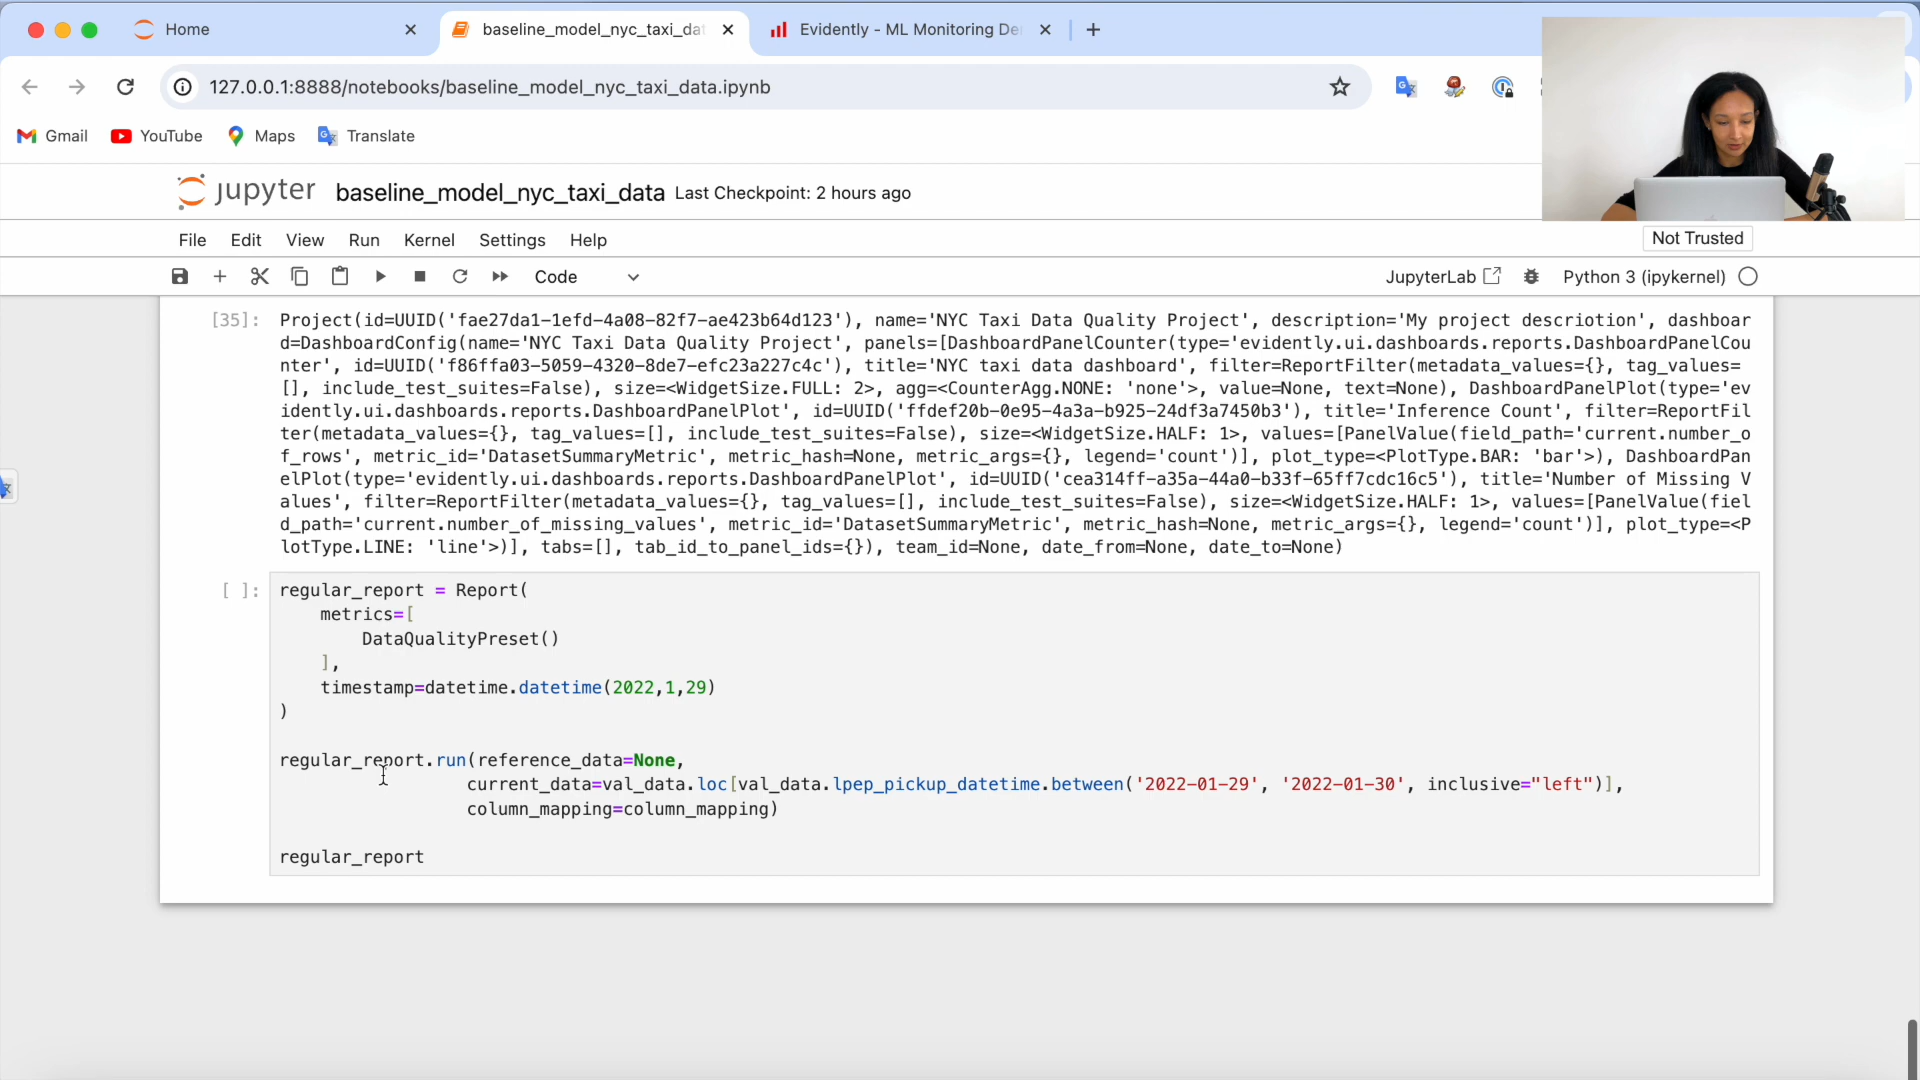 Home
baseline_model_nyc_taxi_dat
Evidently - ML Monitoring De
127.0.0.1:8888/notebooks/baseline_model_nyc_taxi_data.ipynb
Gmail
YouTube
Maps
Translate
jupyter
baseline_model_nyc_taxi_data Last Checkpoint: 2 hours ago
File Edit View Run Kernel Settings Help
Not Trusted
Code
JupyterLab
Python 3 (ipykernel)
[35]:
Project(id=UUID('fae27da1-1efd-4a08-82f7-ae423b64d123'), name='NYC Taxi Data Quality Project', description='My project descriotion', dashboar
d=DashboardConfig(name='NYC Taxi Data Quality Project', panels=[DashboardPanelCounter(type='evidently.ui.dashboards.reports.DashboardPanelCou
nter', id=UUID('f86ffa03-5059-4320-8de7-efc23a227c4c'), title='NYC taxi data dashboard', filter=ReportFilter(metadata_values={}, tag_values=
[], include_test_suites=False), size=<WidgetSize.FULL: 2>, agg=<CounterAgg.NONE: 'none'>, value=None, text=None), DashboardPanelPlot(type='ev
idently.ui.dashboards.reports.DashboardPanelPlot', id=UUID('ffdef20b-0e95-4a3a-b925-24df3a7450b3'), title='Inference Count', filter=ReportFil
ter(metadata_values={}, tag_values=[], include_test_suites=False), size=<WidgetSize.HALF: 1>, values=[PanelValue(field_path='current.number_o
f_rows', metric_id='DatasetSummaryMetric', metric_hash=None, metric_args={}, legend='count')], plot_type=<PlotType.BAR: 'bar'>), DashboardPan
elPlot(type='evidently.ui.dashboards.reports.DashboardPanelPlot', id=UUID('cea314ff-a35a-44a0-b33f-65ff7cdc16c5'), title='Number of Missing V
alues', filter=ReportFilter(metadata_values={}, tag_values=[], include_test_suites=False), size=<WidgetSize.HALF: 1>, values=[PanelValue(fiel
d_path='current.number_of_missing_values', metric_id='DatasetSummaryMetric', metric_hash=None, metric_args={}, legend='count')], plot_type=<P
lotType.LINE: 'line'>)], tabs=[], tab_id_to_panel_ids={}), team_id=None, date_from=None, date_to=None)
[ ]:
regular_report = Report(
metrics=[
DataQualityPreset()
],
timestamp=datetime.datetime(2022,1,29)
)
regular_report.run(reference_data=None,
current_data=val_data.loc[val_data.lpep_pickup_datetime.between('2022-01-29', '2022-01-30', inclusive="left")],
column_mapping=column_mapping)
regular_report